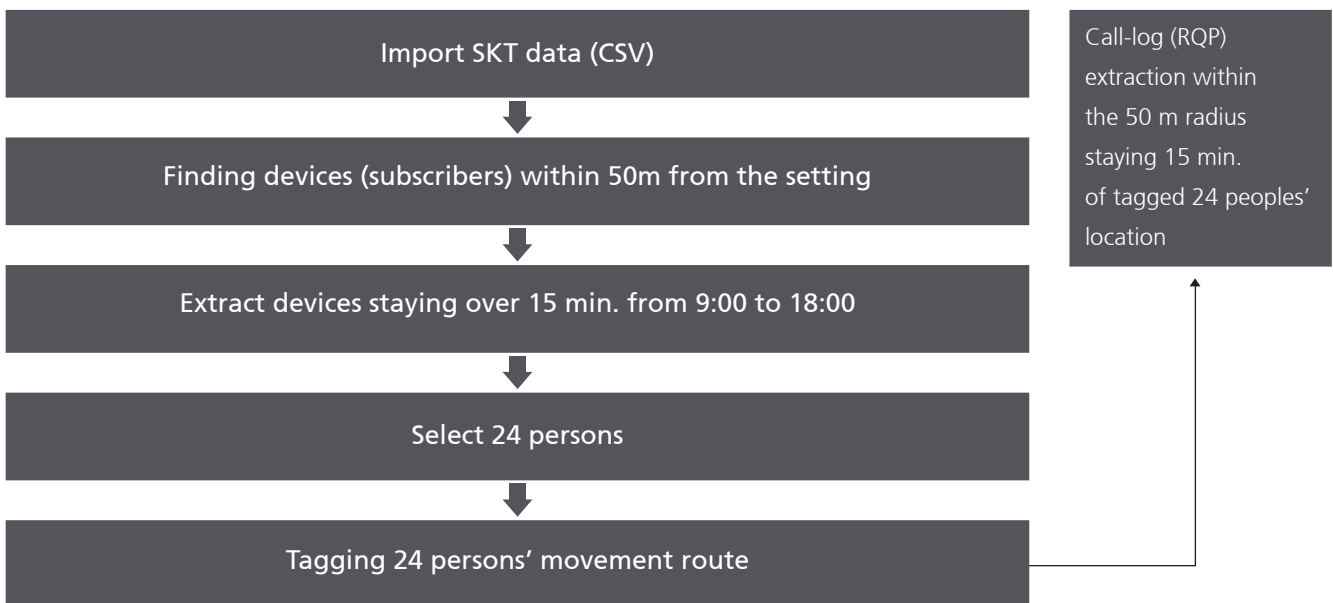 Import SKT data (CSV)
Finding devices (subscribers) within 50m from the setting
Extract devices staying over 15 min. from 9:00 to 18:00
Select 24 persons
Tagging 24 persons’ movement route
Call-log (RQP)
extraction within
the 50 m radius
staying 15 min.
of tagged 24 peoples’
location